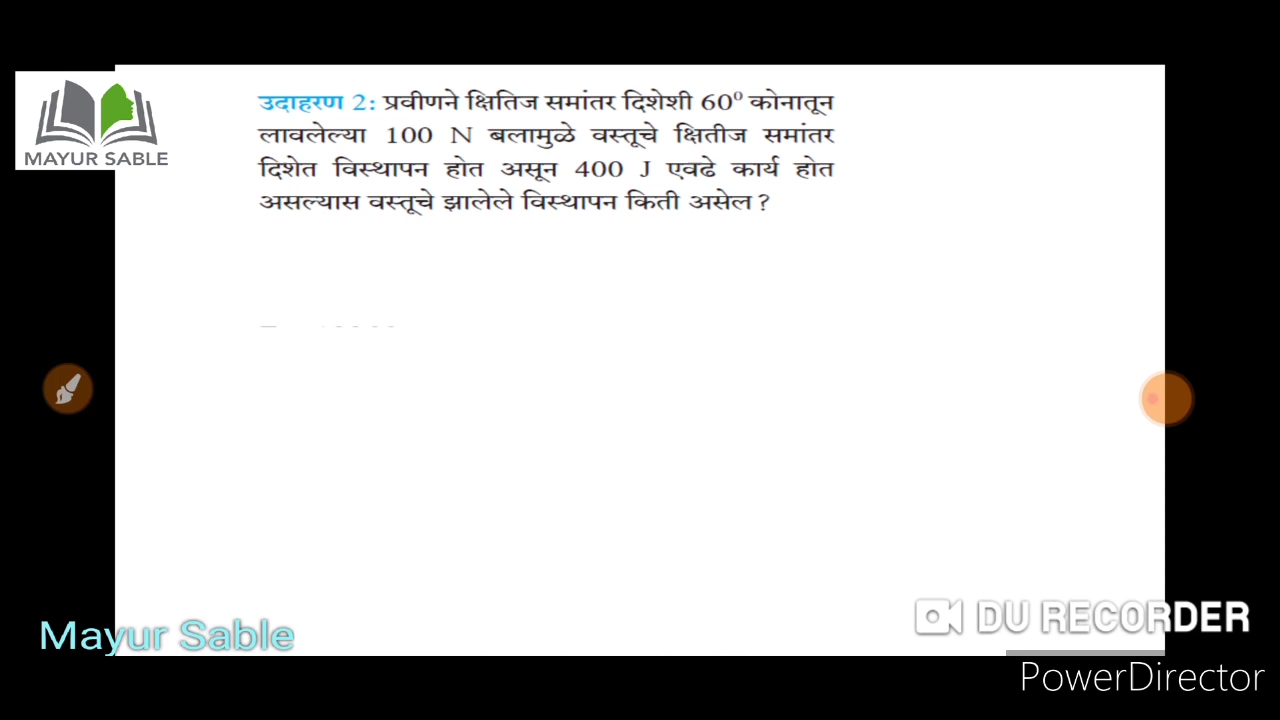 उदाहरण 2: प्रवीणने क्षितिज समांतर दिशेशी 60⁰ कोनातून
लावलेल्या 100 N बलामुळे वस्तूचे क्षितीज समांतर
दिशेत विस्थापन होत असून 400 J एवढे कार्य होत
असल्यास वस्तूचे झालेले विस्थापन किती असेल ?
MAYUR SABLE
Mayur Sable
DU RECORDER
PowerDirector